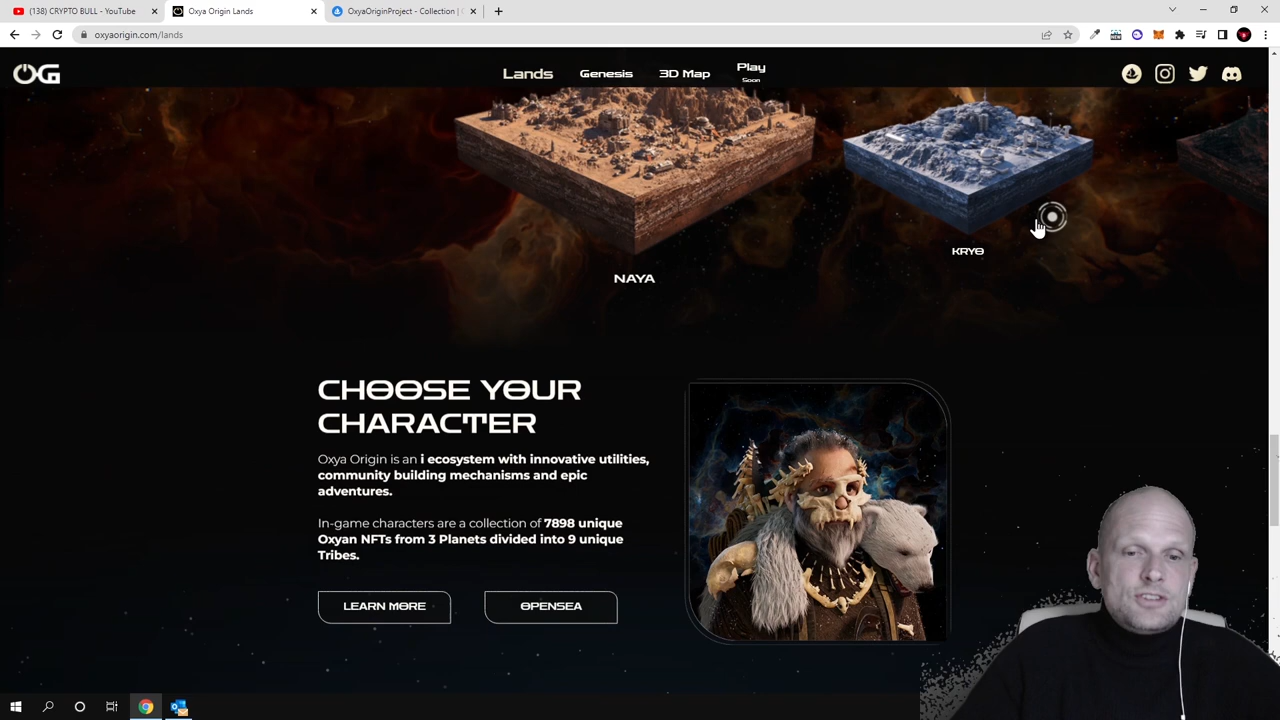 (138) CRYPTO BULL - YouTube
Oxya Origin Lands
OxyaOriginProject - Collection |
oxyaorigin.com/lands
OG
Lands
Genesis
3D Map
Play
Soon
NAYA
KRYO
CHOOSE YOUR
CHARACTER
Oxya Origin is an i ecosystem with innovative utilities,
community building mechanisms and epic
adventures.
In-game characters are a collection of 7898 unique
Oxyan NFTs from 3 Planets divided into 9 unique
Tribes.
LEARN MORE
OPENSEA